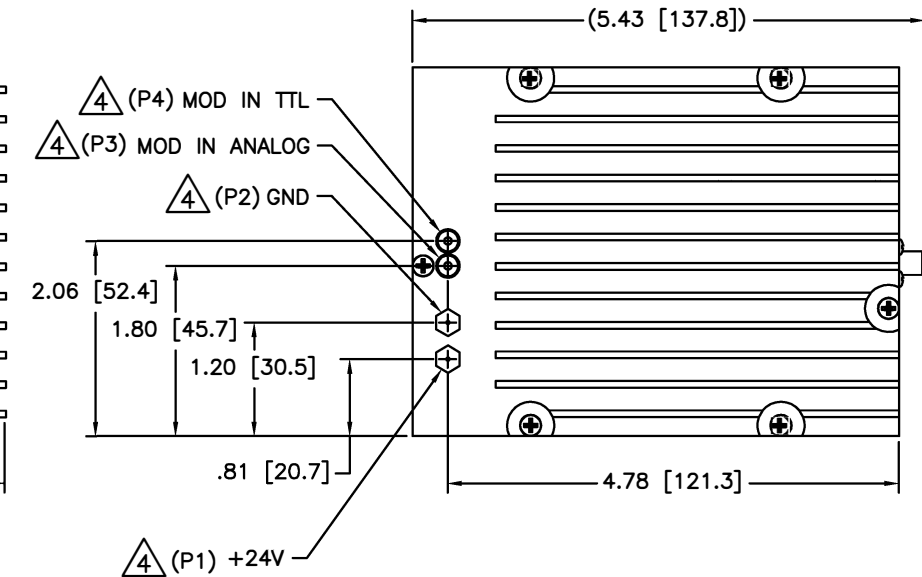 (5.43 [137.8])
4 (P4) MOD IN TTL
4 (P3) MOD IN ANALOG
4 (P2) GND
2.06 [52.4]
1.80 [45.7]
1.20 [30.5]
.81 [20.7]
4.78 [121.3]
4 (P1) +24V